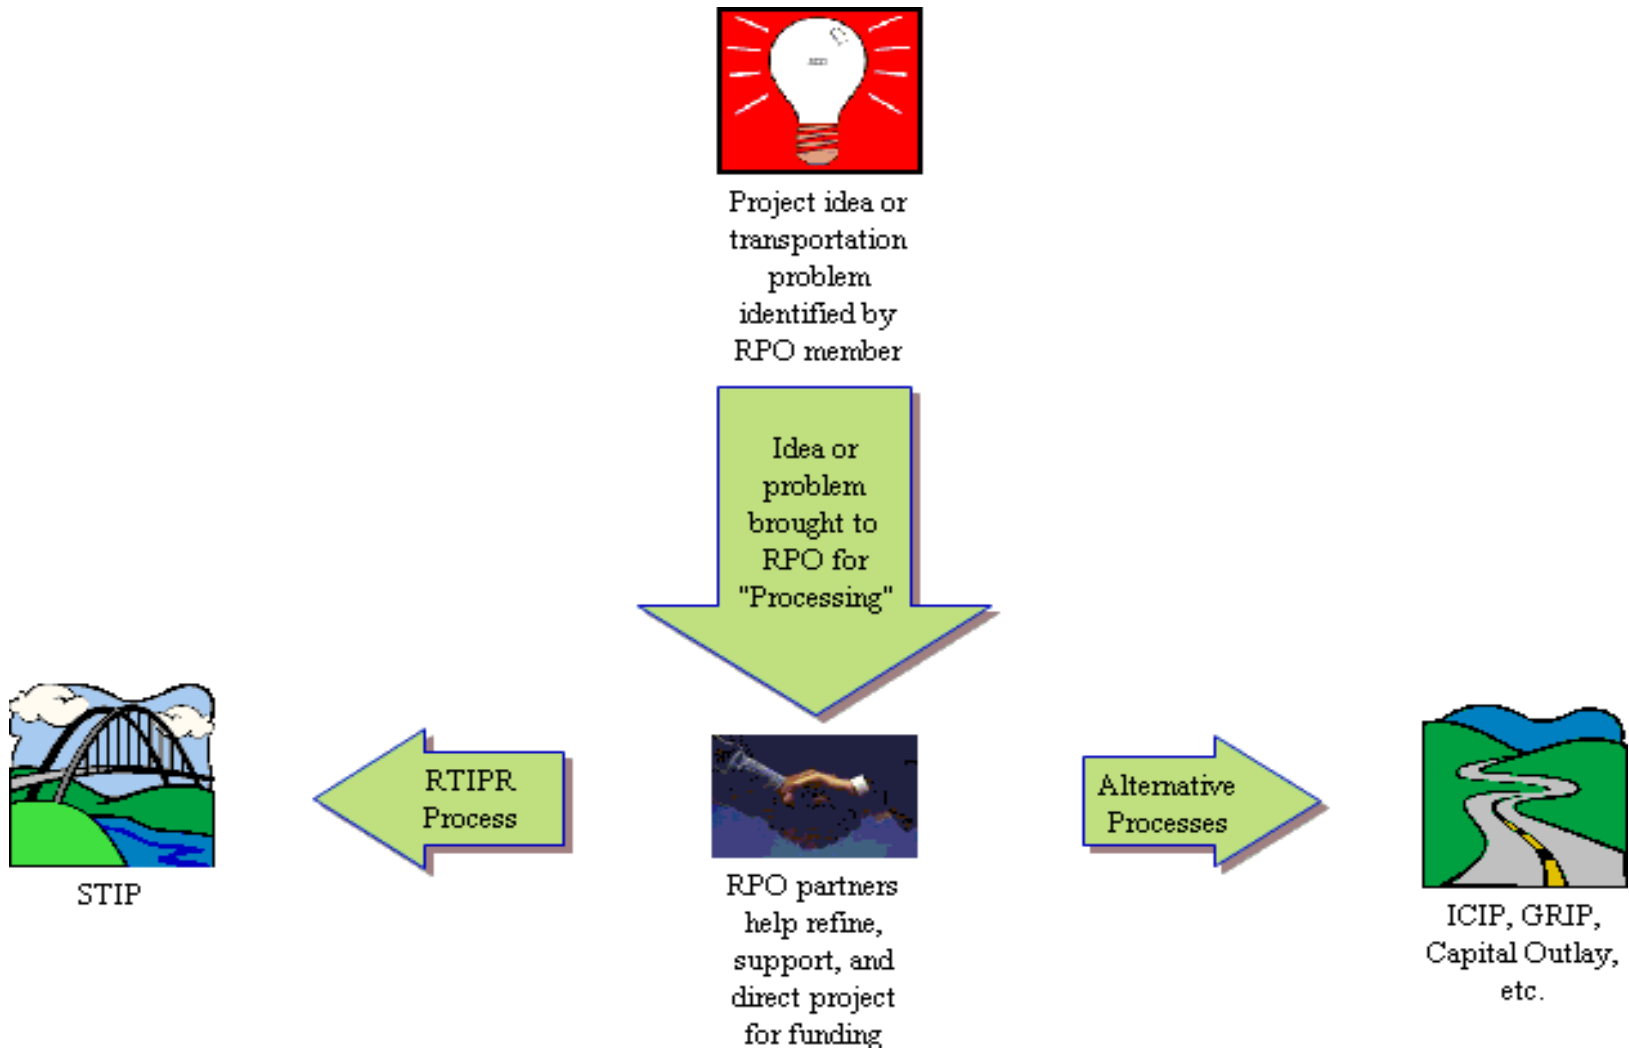 Project idea or
transportation
problem
identified by
RPO member
Idea or
problem
brought to
RPO for
"Processing"
RTIPR
Process
Alternative
Processes
STIP
RPO partners
help refine,
support, and
direct project
for funding
ICIP, GRIP,
Capital Outlay,
etc.